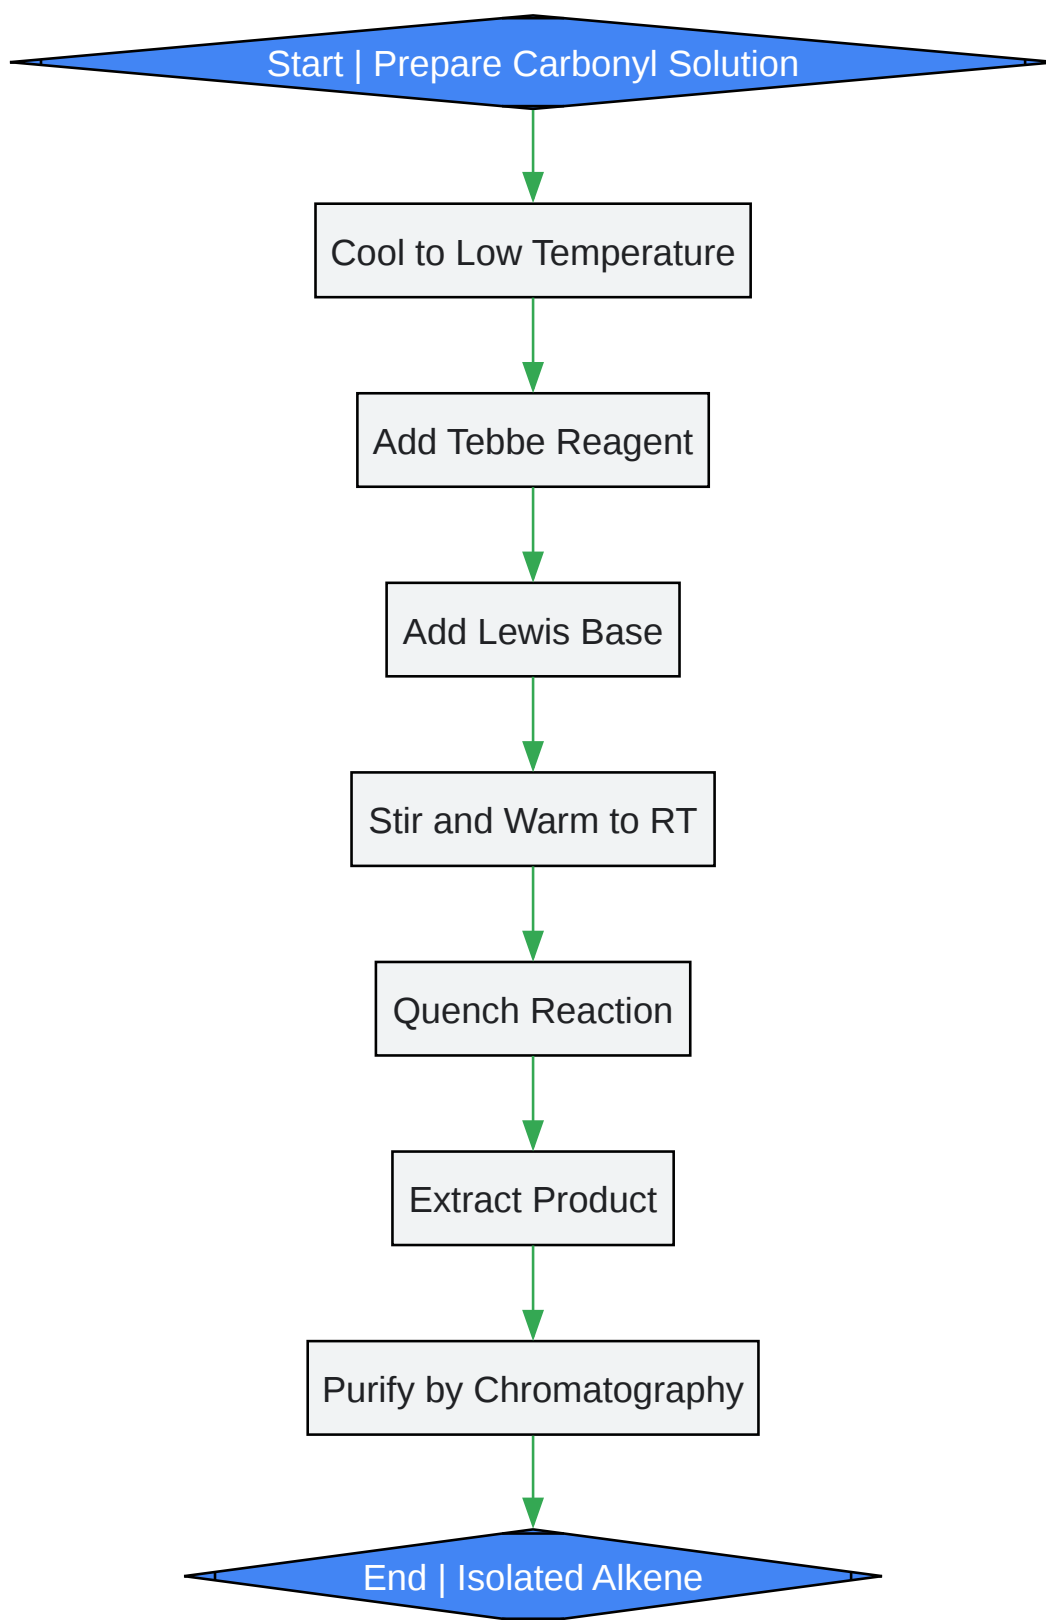 Start | Prepare Carbonyl Solution
Cool to Low Temperature
Add Tebbe Reagent
Add Lewis Base
Stir and Warm to RT
Quench Reaction
Extract Product
Purify by Chromatography
End | Isolated Alkene